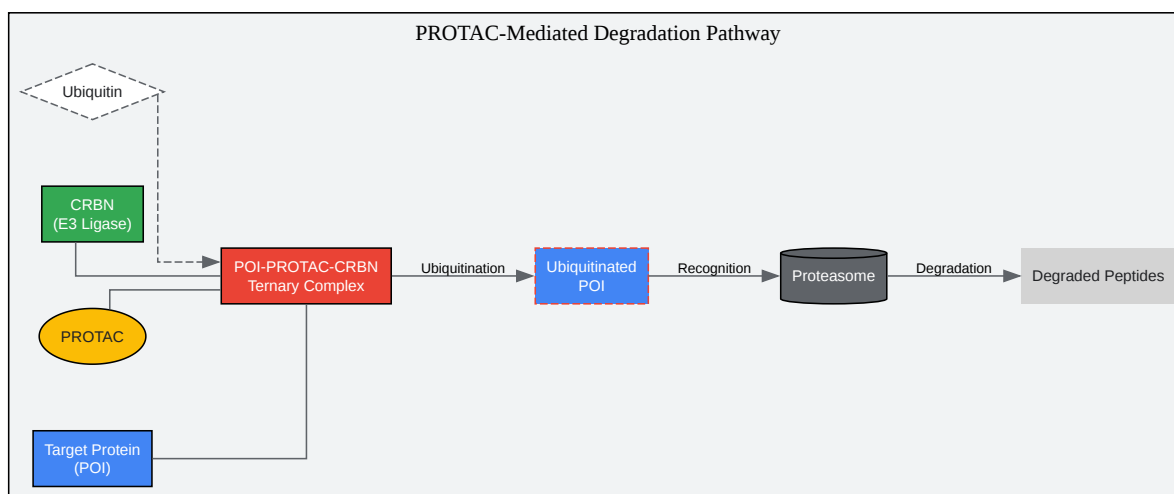 PROTAC-Mediated Degradation Pathway
Ubiquitin
CRBN
(E3 Ligase)
POI-PROTAC-CRBN
Ternary Complex
Ubiquitination
Ubiquitinated
POI
Recognition
Proteasome
Degradation
Degraded Peptides
PROTAC
Target Protein
(POI)